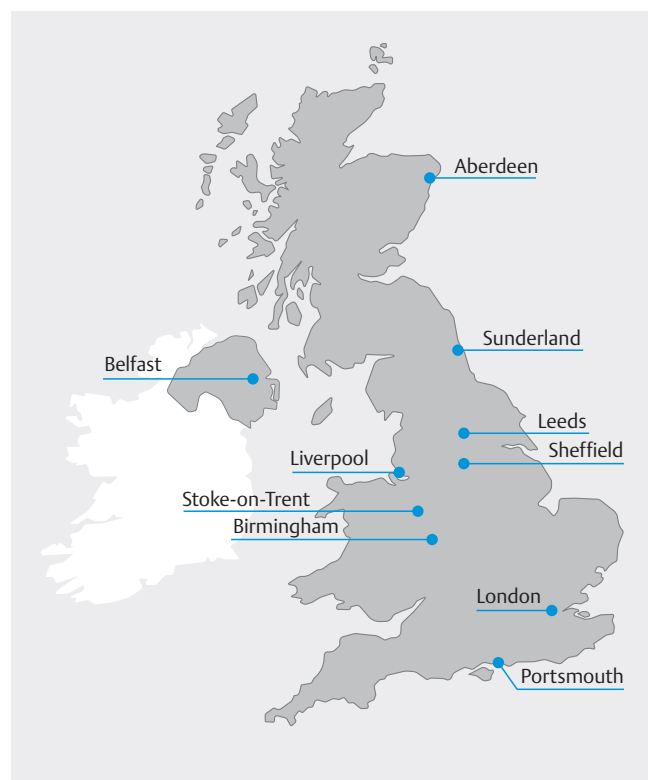 Aberdeen
Sunderland
Belfast
Leeds
Sheffield
Liverpool
Stoke-on-Trent
Birmingham
London
Portsmouth